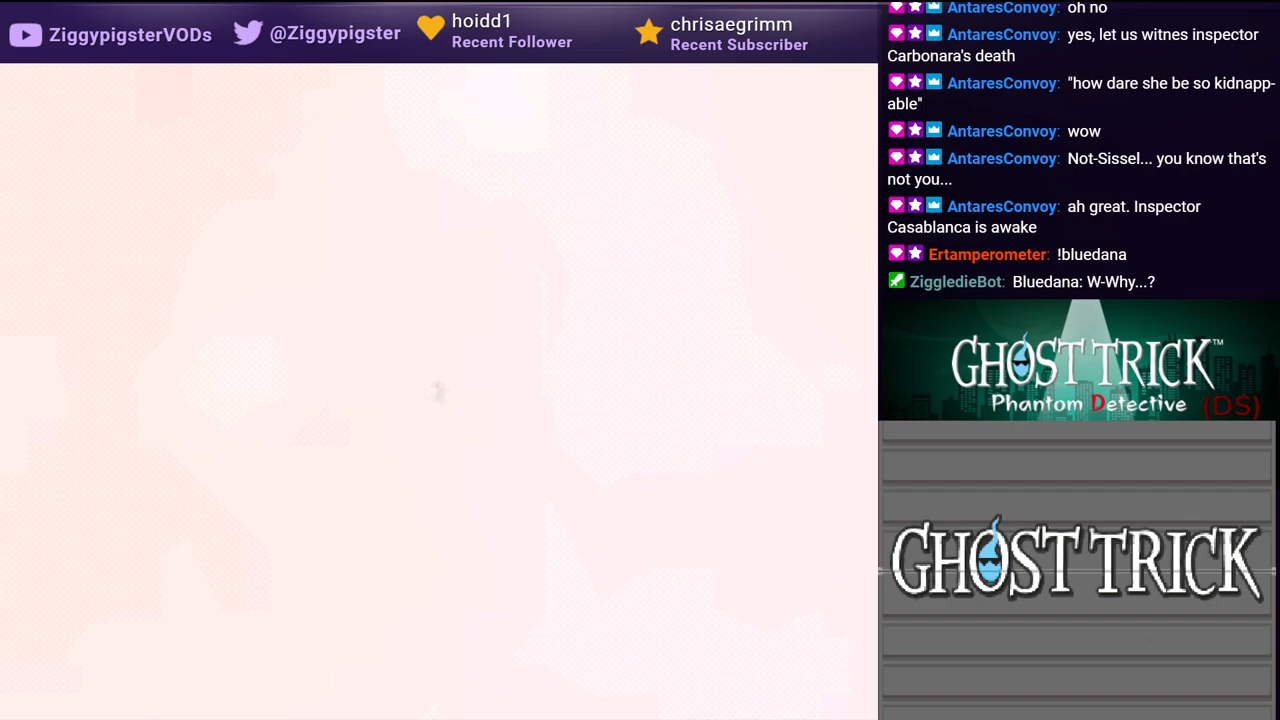 ZiggypigsterVODs
@Ziggypigster
hoidd1
Recent Follower
chrisaegrimm
Recent Subscriber
AntaresConvoy: oh no
AntaresConvoy: yes, let us witnes inspector
Carbonara's death
AntaresConvoy: "how dare she be so kidnapp-
able"
AntaresConvoy: wow
AntaresConvoy: Not-Sissel... you know that's
not you...
AntaresConvoy: ah great. Inspector
Casablanca is awake
Ertamperometer: !bluedana
ZiggledieBot: Bluedana: W-Why...?
GHOST TRICK™
Phantom Detective (DS)
GHOST TRICK